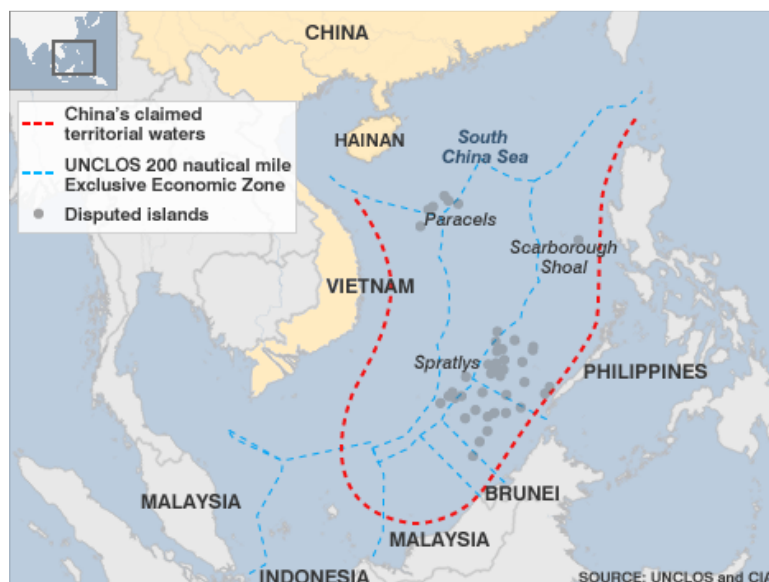 CHINA
China's claimed
territorial waters
UNCLOS 200 nautical mile
Exclusive Economic Zone
Disputed islands
HAINAN
South
China Sea
Paracels
Scarborough
Shoal
VIETNAM
Spratlys
PHILIPPINES
MALAYSIA
BRUNEI
MALAYSIA
INDONESIA
SOURCE: UNCLOS and CIA